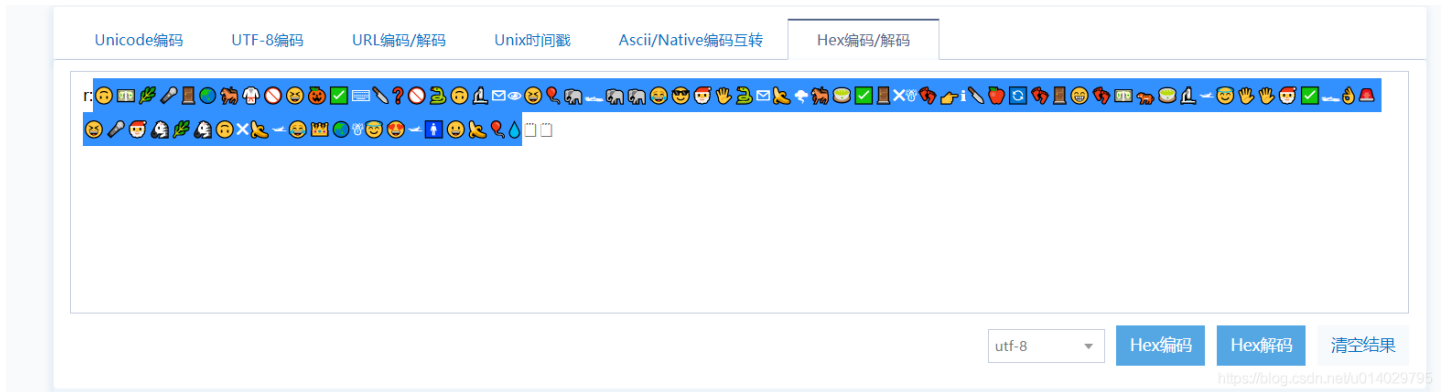 Unicode编码 UTF-8编码 URL编码/解码 Unix时间戳 Ascii/Native编码互转 Hex编码/解码
r:🙃💵🌿🎤🚪🌏🐎🥋🚫😆🎃✅⌨🔪❓🚫🐍🙃🔬✉👁😆🎈🐘🏊🐘🐘😂😎🎅🖐🐍✉🦶🌪🐎🍵✅🚪❌☃👣👉ℹ🔪🍎🔄👣🚪😁👣💵🐅🍵🔬🛩😇🖐🖐🎅✅🏊👌🚨
😆🎤🎅👻🌿👻🙃❌🦶🛩😂👑🌏☃😇😍🛩🚹😀🦶🎈💧
utf-8 Hex编码 Hex解码 清空结果
https://blog.csdn.net/u014029795